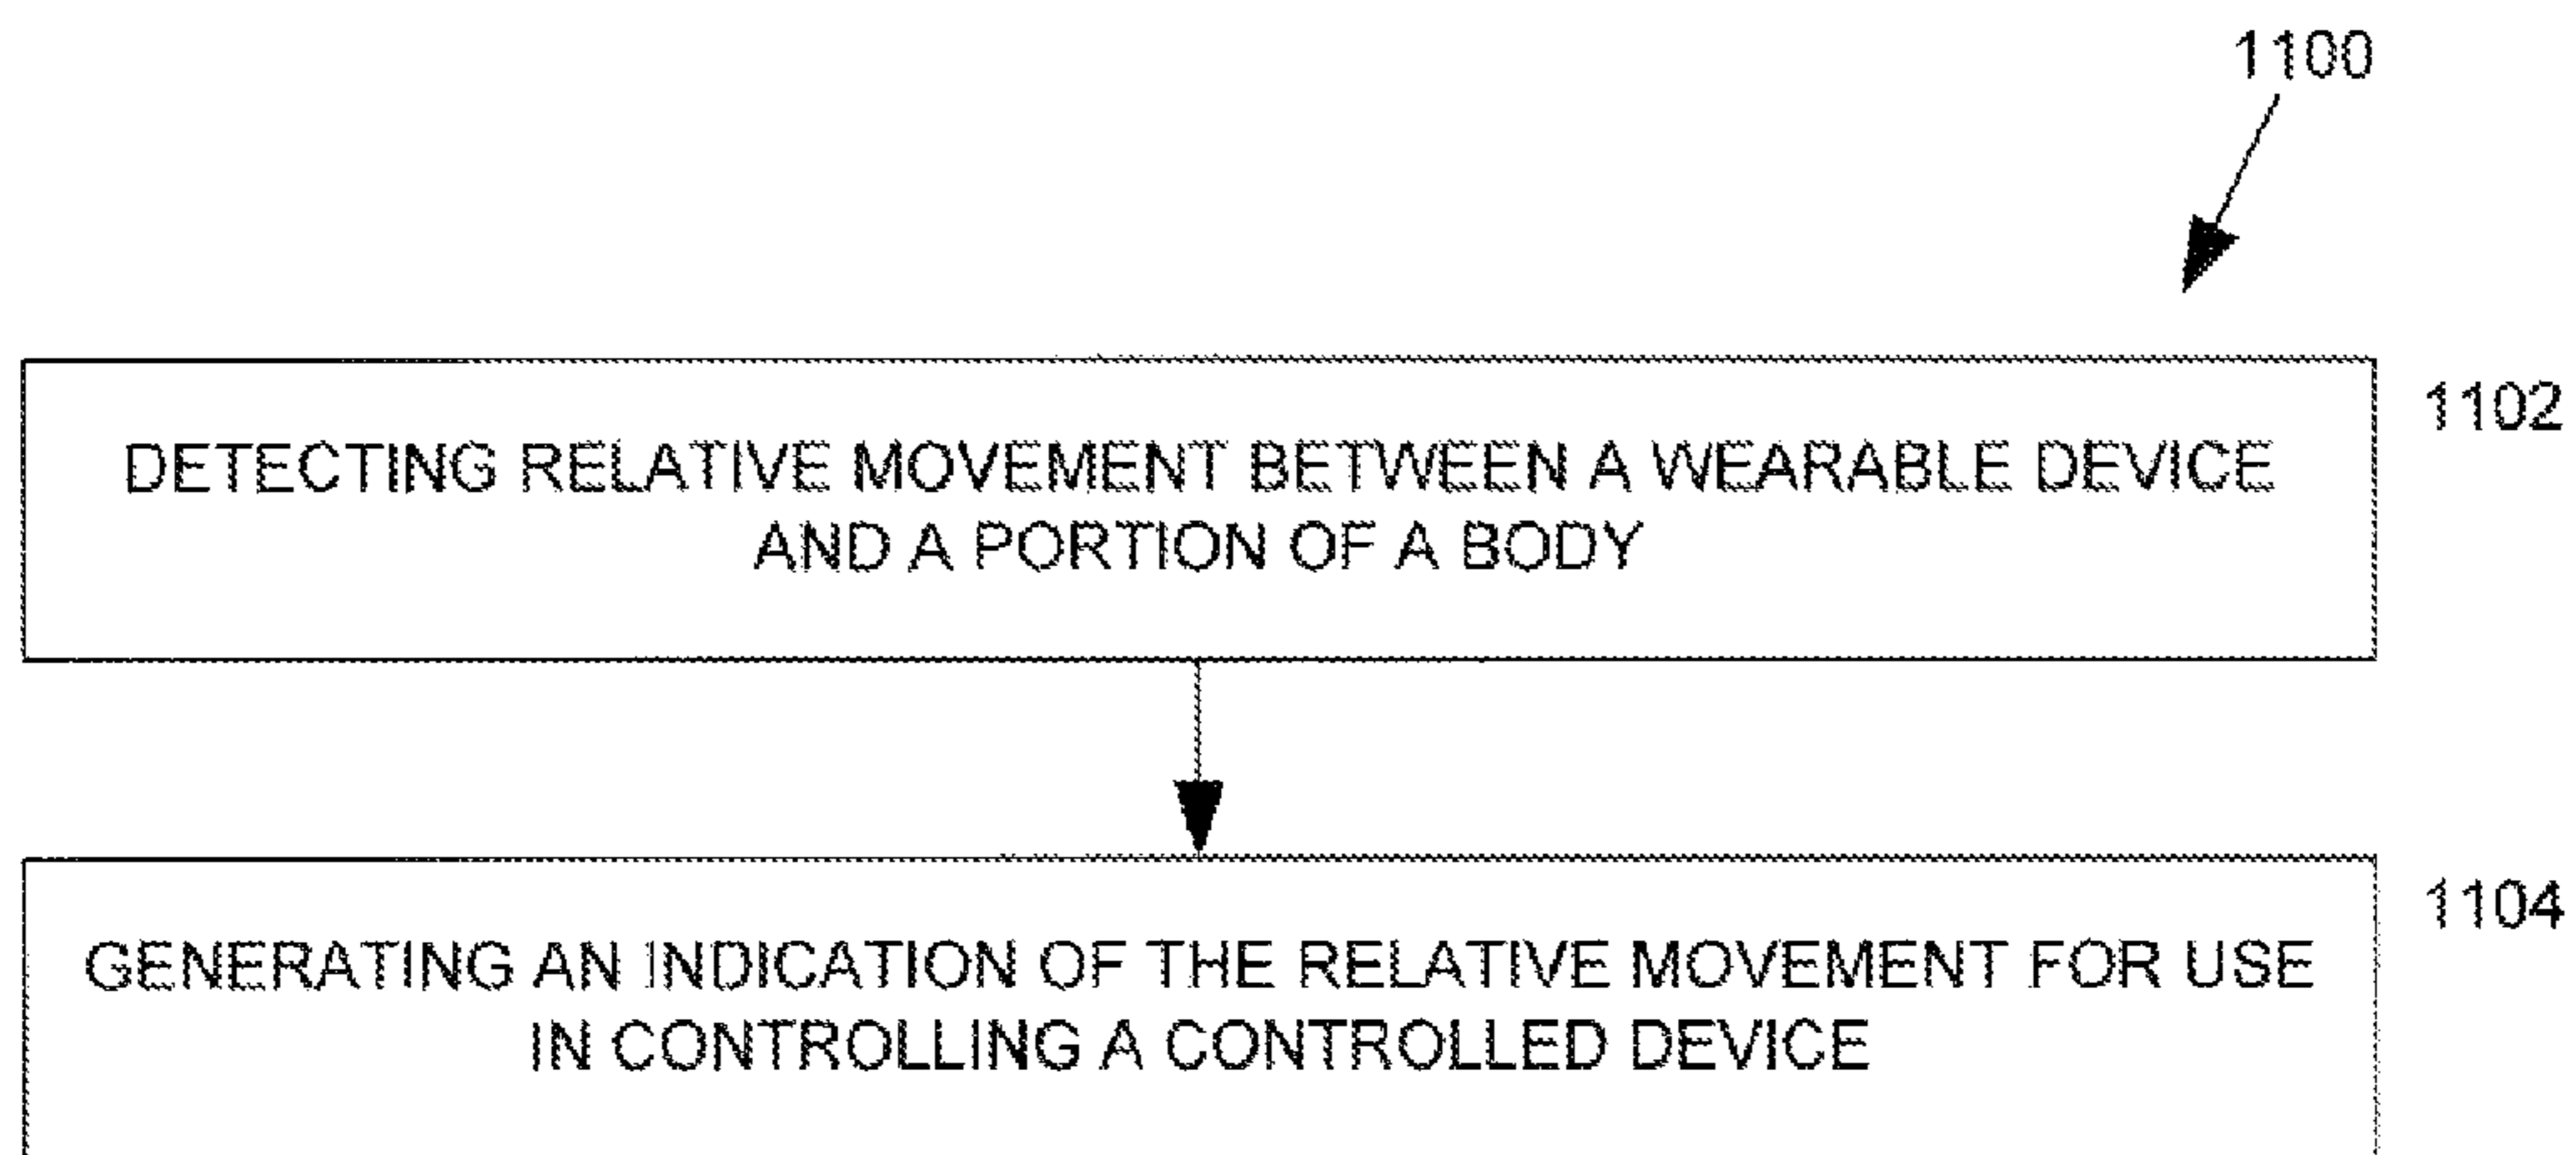 1100
1102
DETECTING RELATIVE MOVEMENT BETWEEN A WEARABLE DEVICE
AND A PORTION OF A BODY
1104
GENERATING AN INDICATION OF THE RELATIVE MOVEMENT FOR USE
IN CONTROLLING A CONTROLLED DEVICE